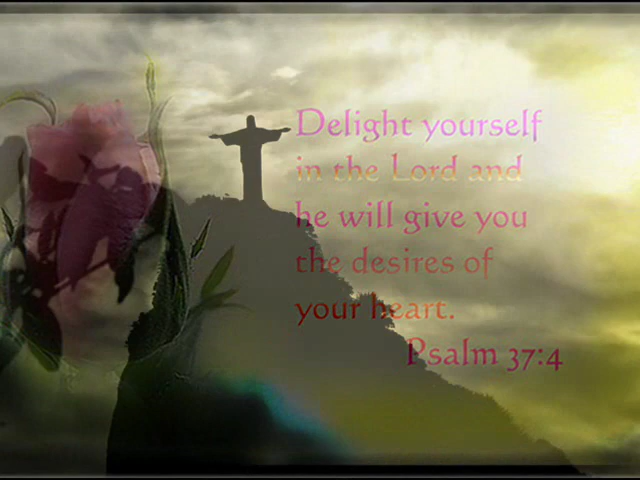 Delight yourself
in the Lord and
he will give you
the desires of
your heart.
Psalm 37:4